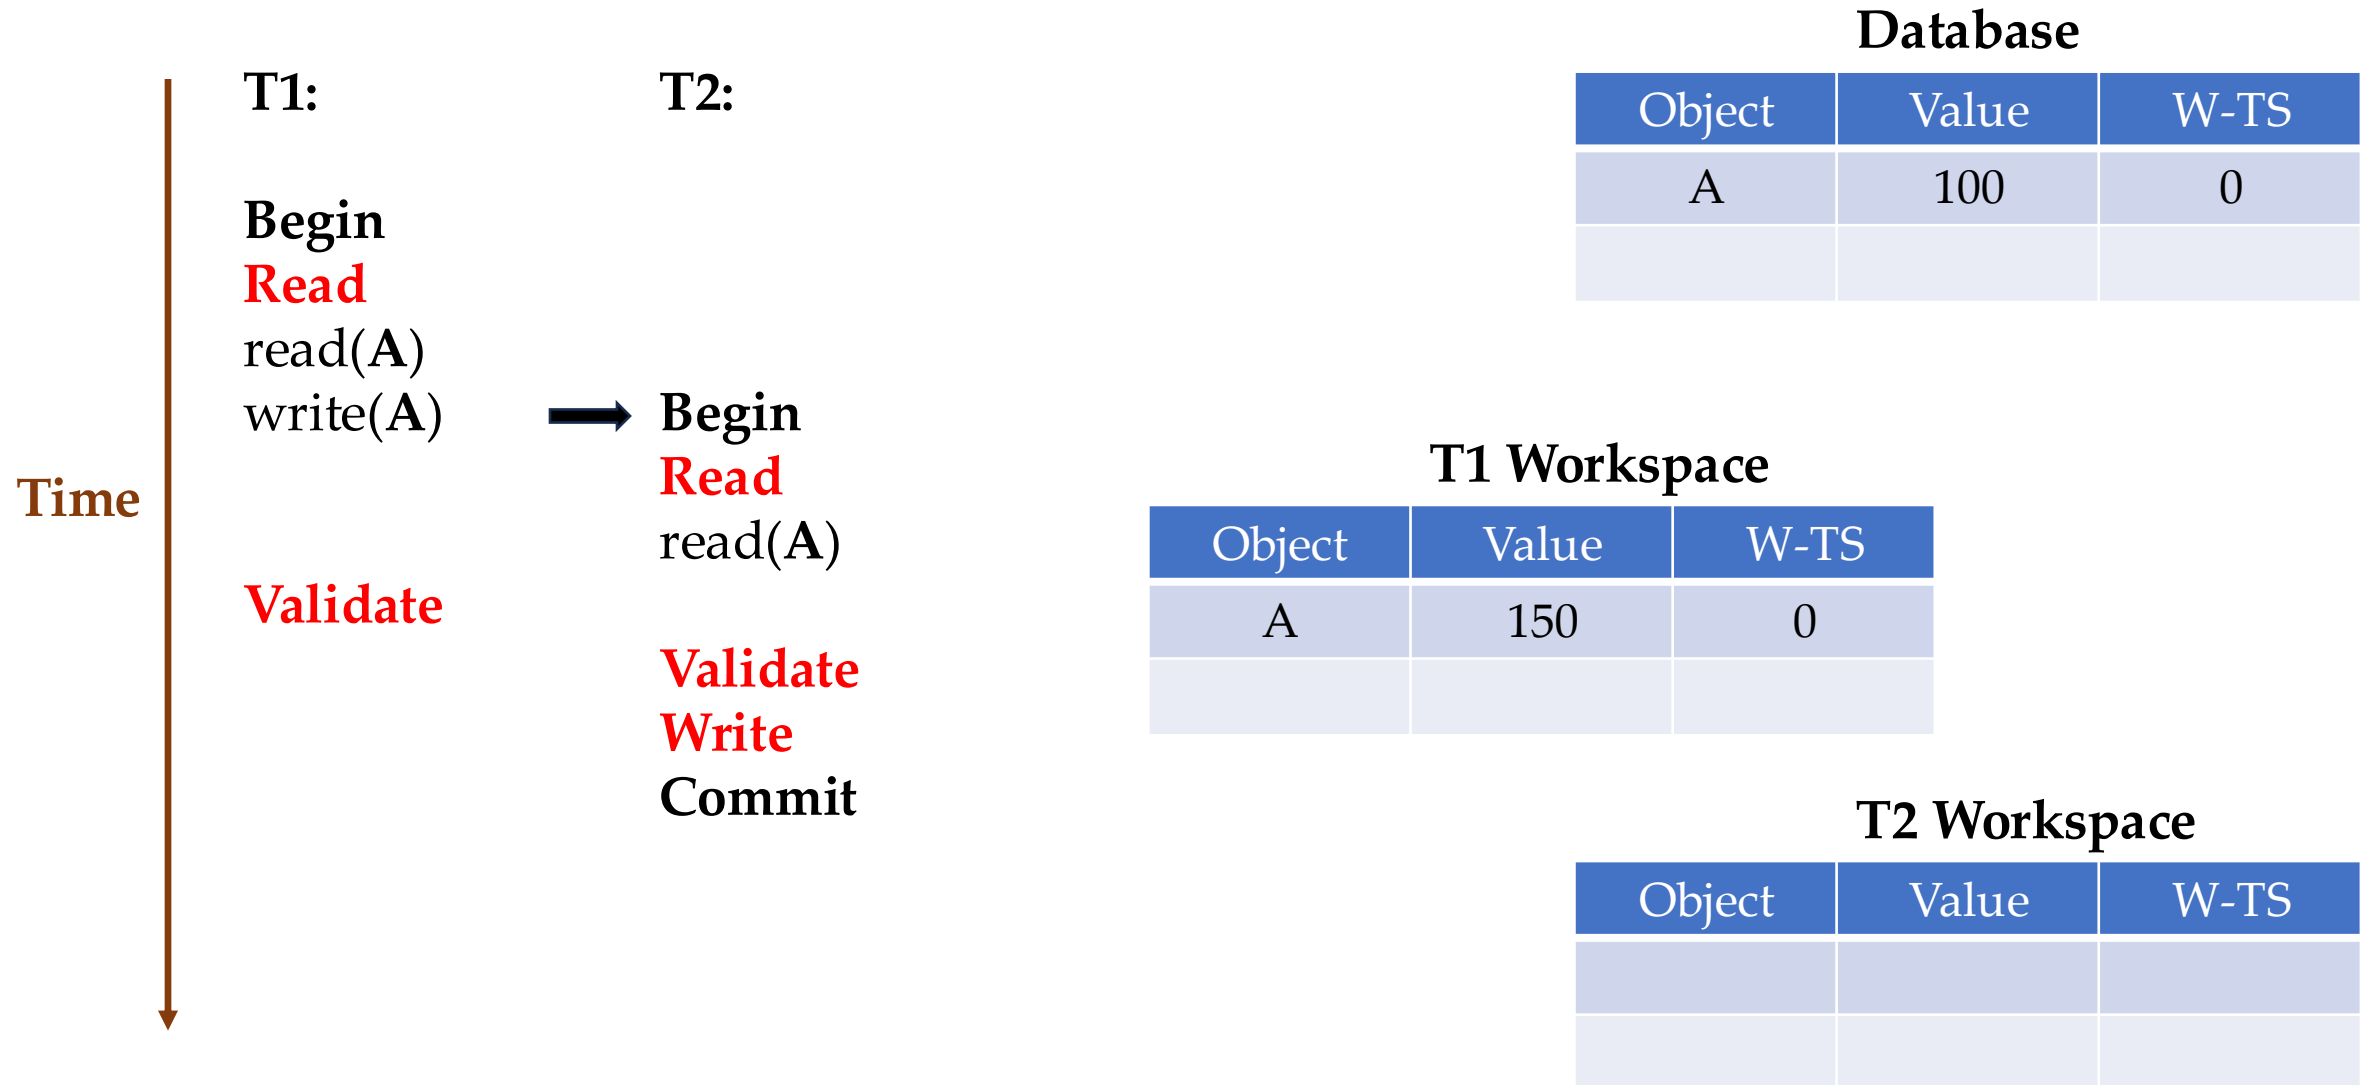 Time
T1:
Begin
Read
read(A)
write(A)
Validate
T2:
Begin
Read
read(A)
Validate
Write
Commit
Database
Object Value W-TS
A 100 0
T1 Workspace
Object Value W-TS
A 150 0
T2 Workspace
Object Value W-TS